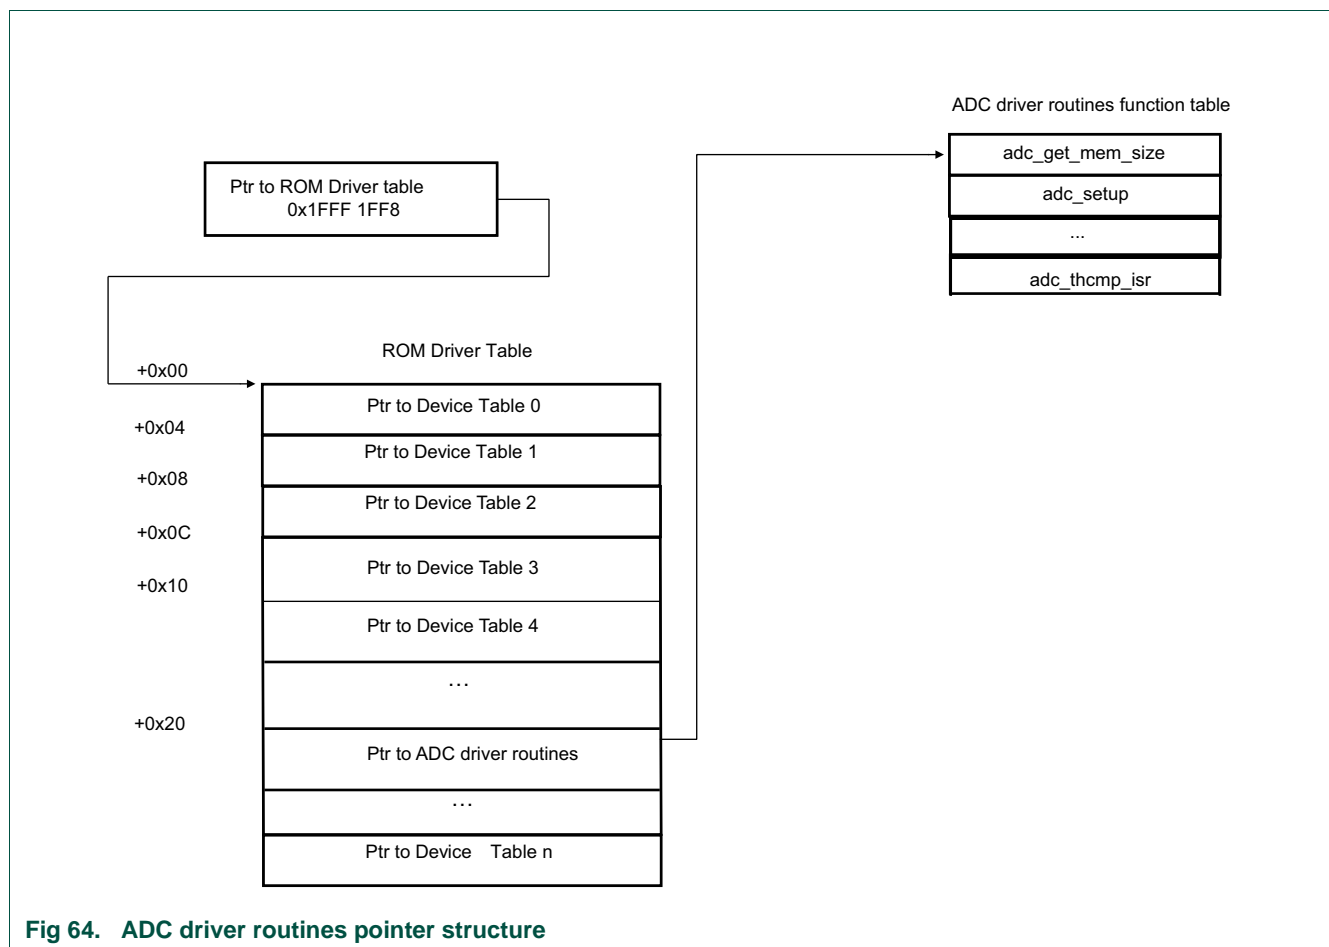 ADC driver routines function table
adc_get_mem_size
adc_setup
...
adc_thcmp_isr
Ptr to ROM Driver table
0x1FFF 1FF8
ROM Driver Table
+0x00
Ptr to Device Table 0
+0x04
Ptr to Device Table 1
+0x08
Ptr to Device Table 2
+0x0C
Ptr to Device Table 3
+0x10
Ptr to Device Table 4
...
+0x20
Ptr to ADC driver routines
...
Ptr to Device Table n
Fig 64. ADC driver routines pointer structure